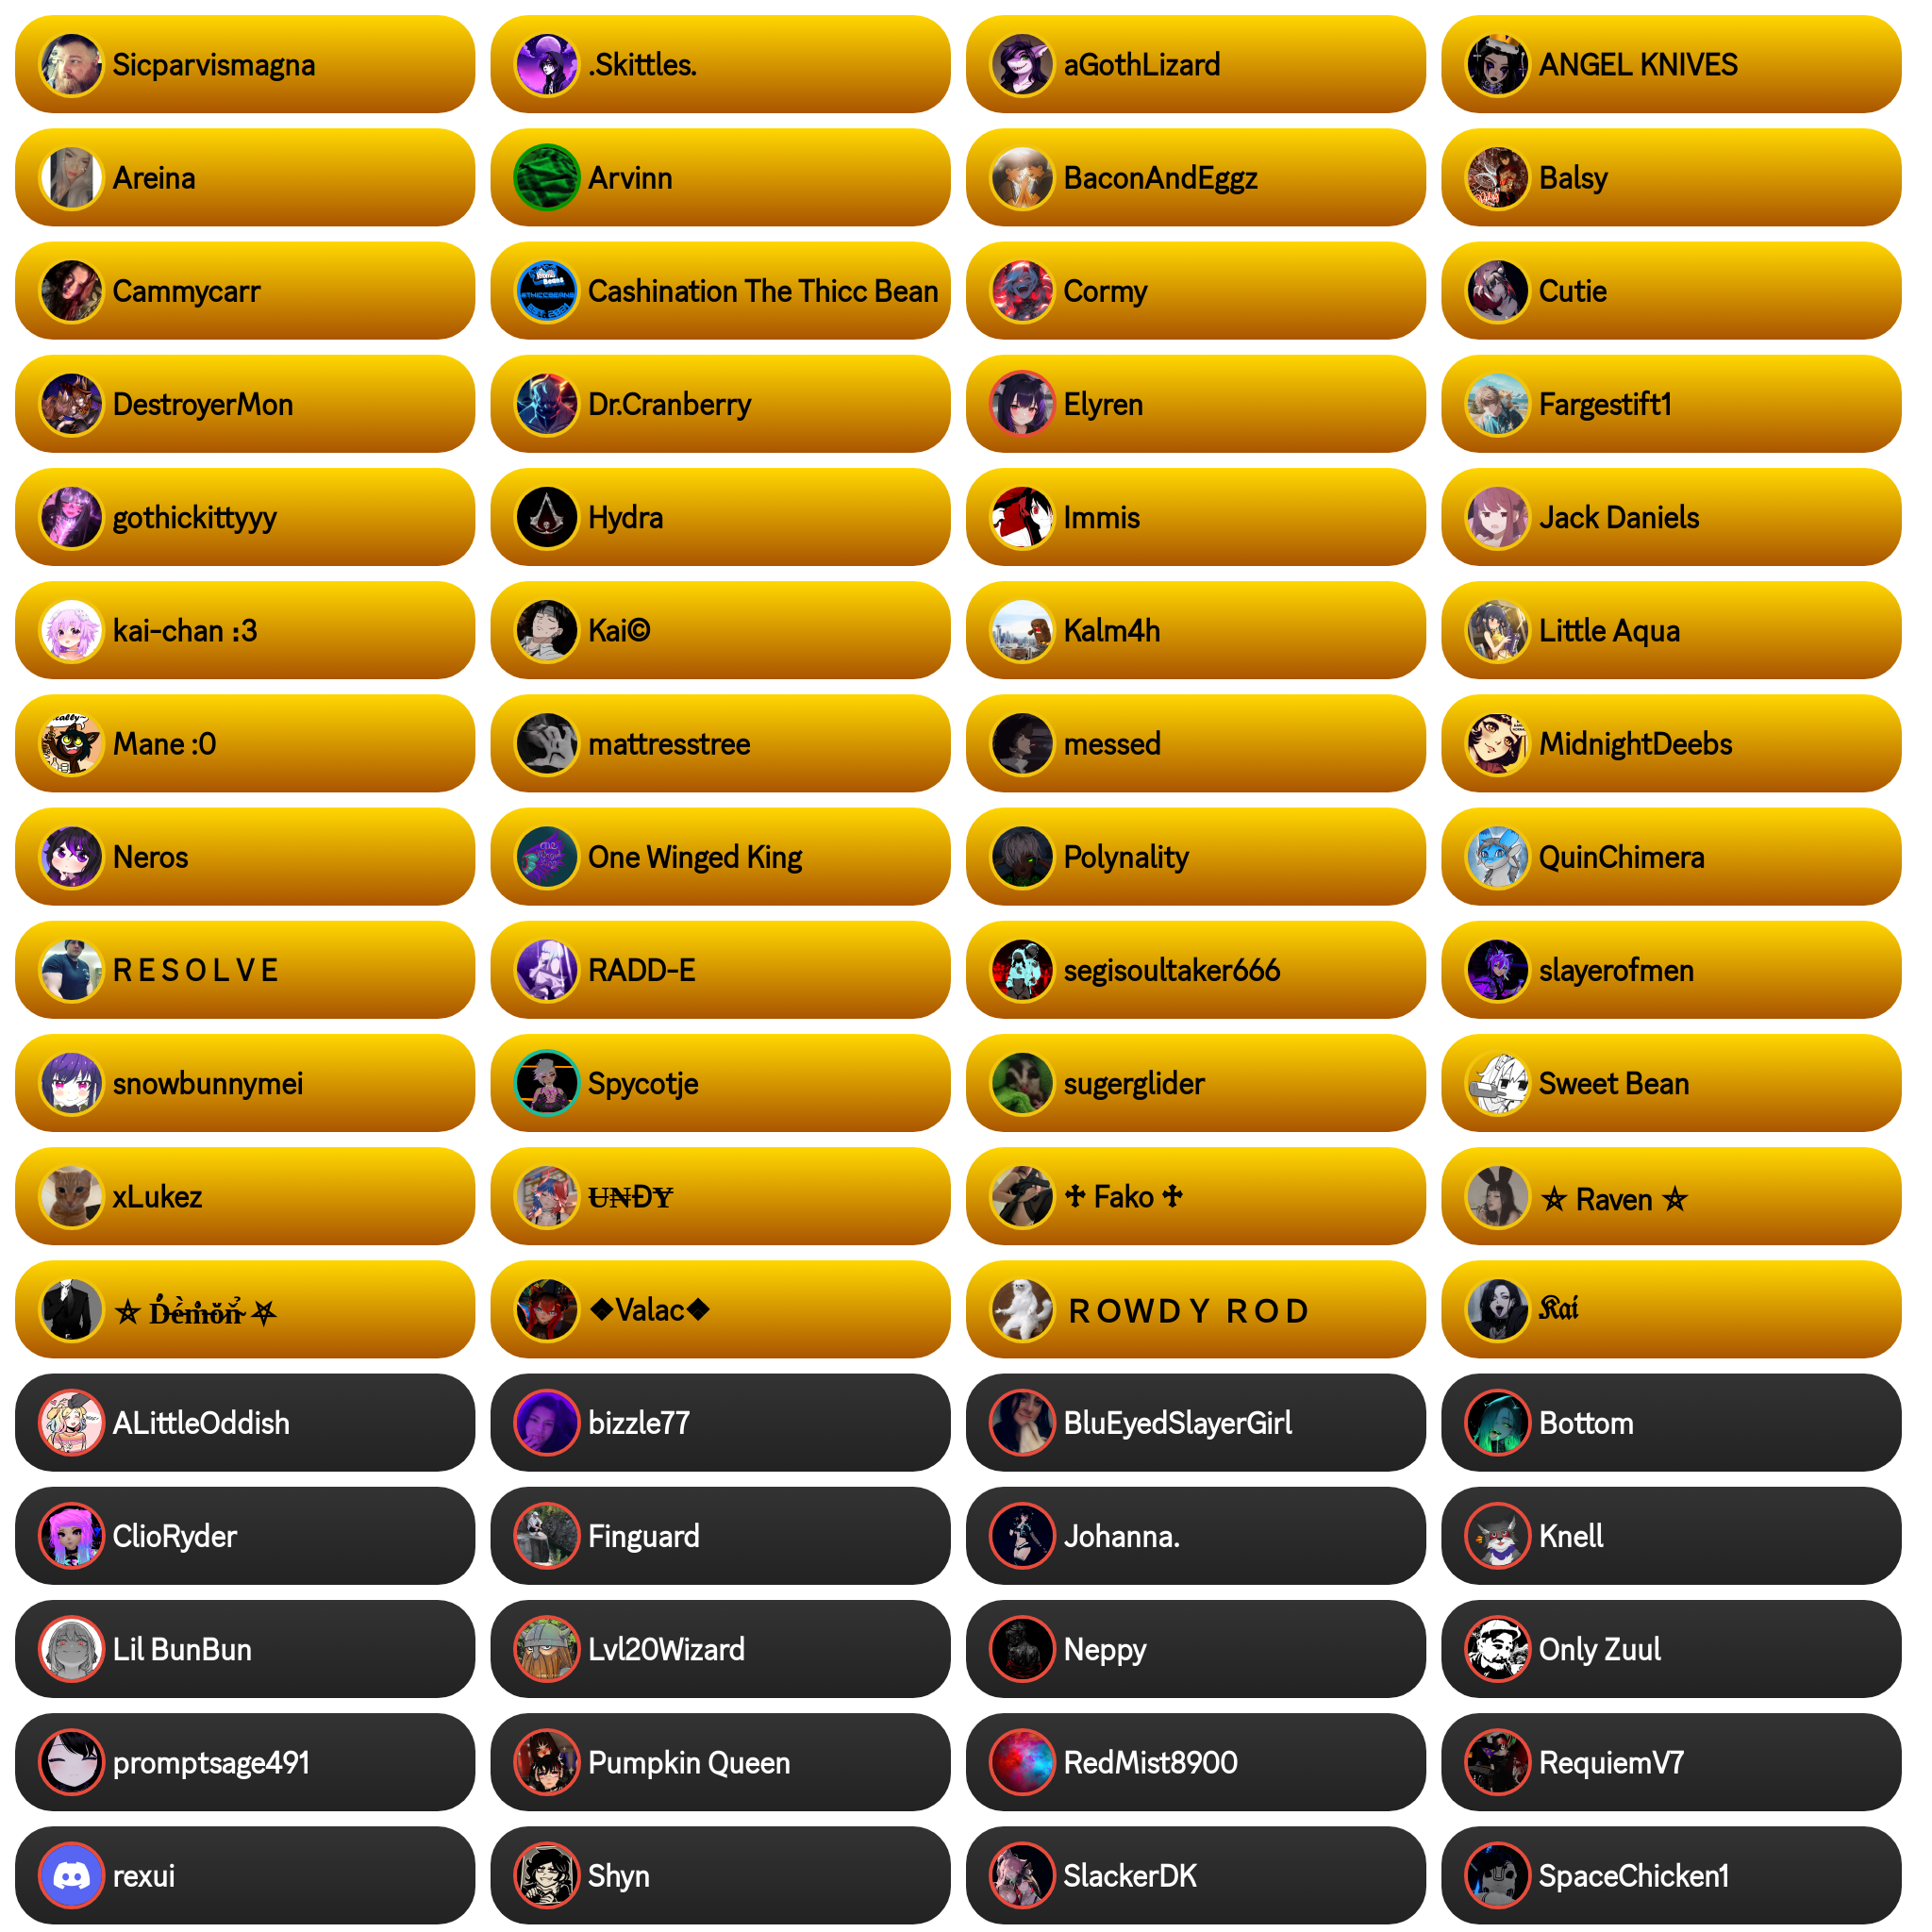 Sicparvismagna
.Skittles.
aGothLizard
ANGEL KNIVES
Areina
Arvinn
BaconAndEggz
Balsy
Cammycarr
Cashination The Thicc Bean
Cormy
Cutie
DestroyerMon
Dr.Cranberry
Elyren
Fargestift1
gothickittyyy
Hydra
Immis
Jack Daniels
kai-chan :3
Kai©
Kalm4h
Little Aqua
Mane :0
mattresstree
messed
MidnightDeebs
Neros
One Winged King
Polynality
QuinChimera
R E S O L V E
RADD-E
segisoultaker666
slayerofmen
snowbunnymei
Spycotje
sugerglider
Sweet Bean
xLukez
U̶N̶ĐɎ
✢ Fako ✢
⛤ Raven ⛤
⛤ D̶e̶m̶o̶n̶ ⛧
◆Valac◆
ＲＯＷＤＹ ＲＯＤ
𝕶𝖆𝖎
ALittleOddish
bizzle77
BluEyedSlayerGirl
Bottom
ClioRyder
Finguard
Johanna.
Knell
Lil BunBun
Lvl20Wizard
Neppy
Only Zuul
promptsage491
Pumpkin Queen
RedMist8900
RequiemV7
rexui
Shyn
SlackerDK
SpaceChicken1